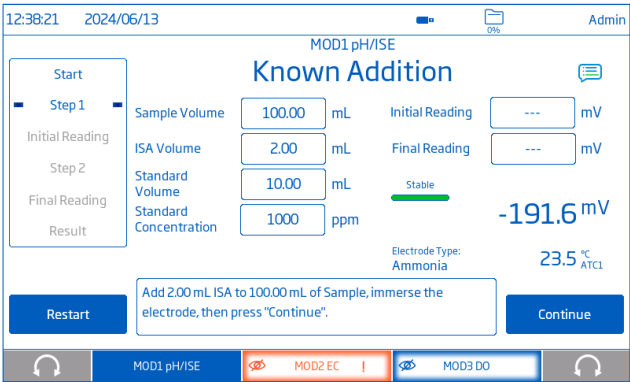 12:38:21 2024/06/13 0% Admin
MOD1 pH/ISE
Known Addition
Start
Step 1
Initial Reading
Step 2
Final Reading
Result
Sample Volume 100.00 mL
ISA Volume 2.00 mL
Standard
Volume 10.00 mL
Standard
Concentration 1000 ppm
Initial Reading --- mV
Final Reading --- mV
Stable
-191.6 mV
Electrode Type:
Ammonia
23.5 °C
ATC1
Restart
Add 2.00 mL ISA to 100.00 mL of Sample, immerse the
electrode, then press "Continue".
Continue
MOD1 pH/ISE MOD2 EC ! MOD3 DO